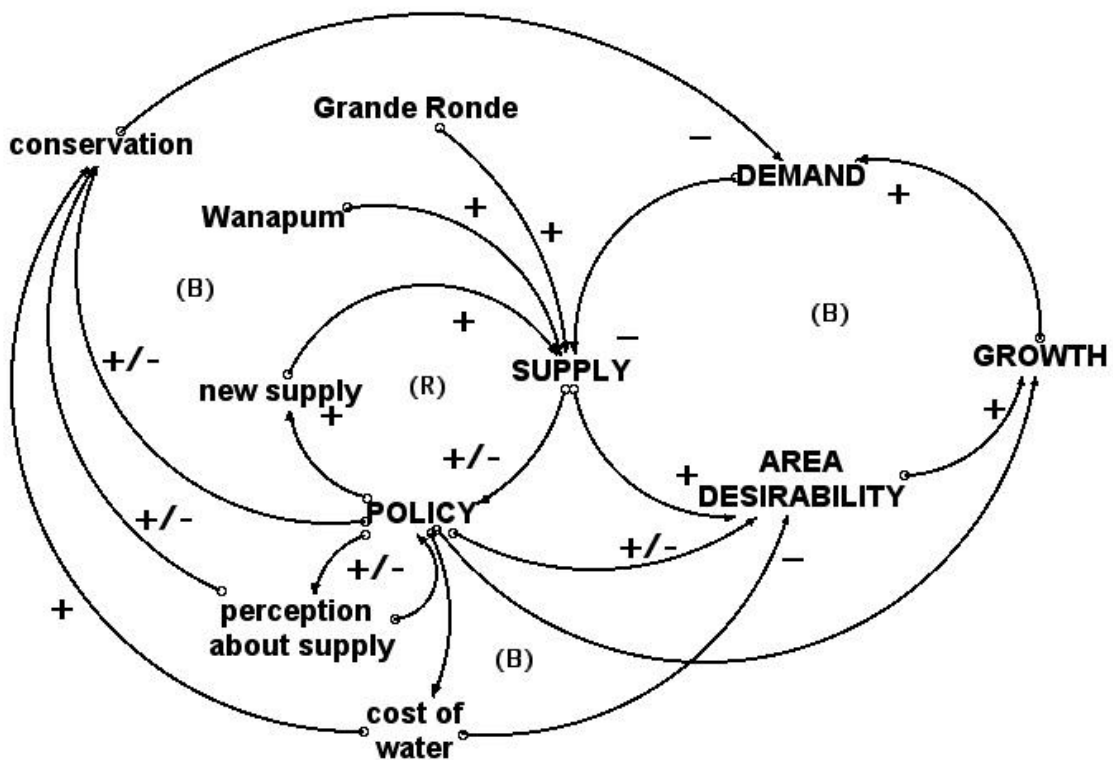 Grande Ronde
conservation
–
DEMAND
+
Wanapum
+
+
(B)
(B)
+
–
SUPPLY
GROWTH
+/-
new supply
(R)
+
+
+/-
+
AREA
DESIRABILITY
POLICY
+/-
+/-
+/-
–
+
perception
about supply
(B)
cost of
water